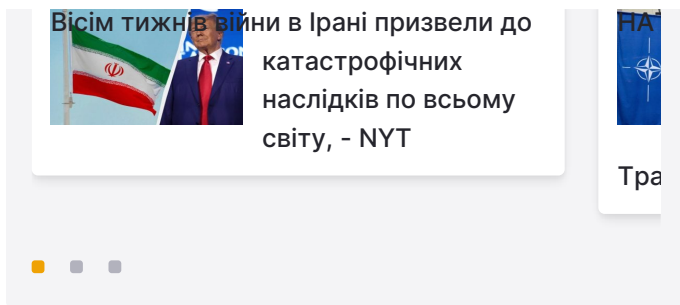 Вісім тижнів війни в Ірані призвели до
катастрофічних
наслідків по всьому
світу, - NYT
НА
Тра